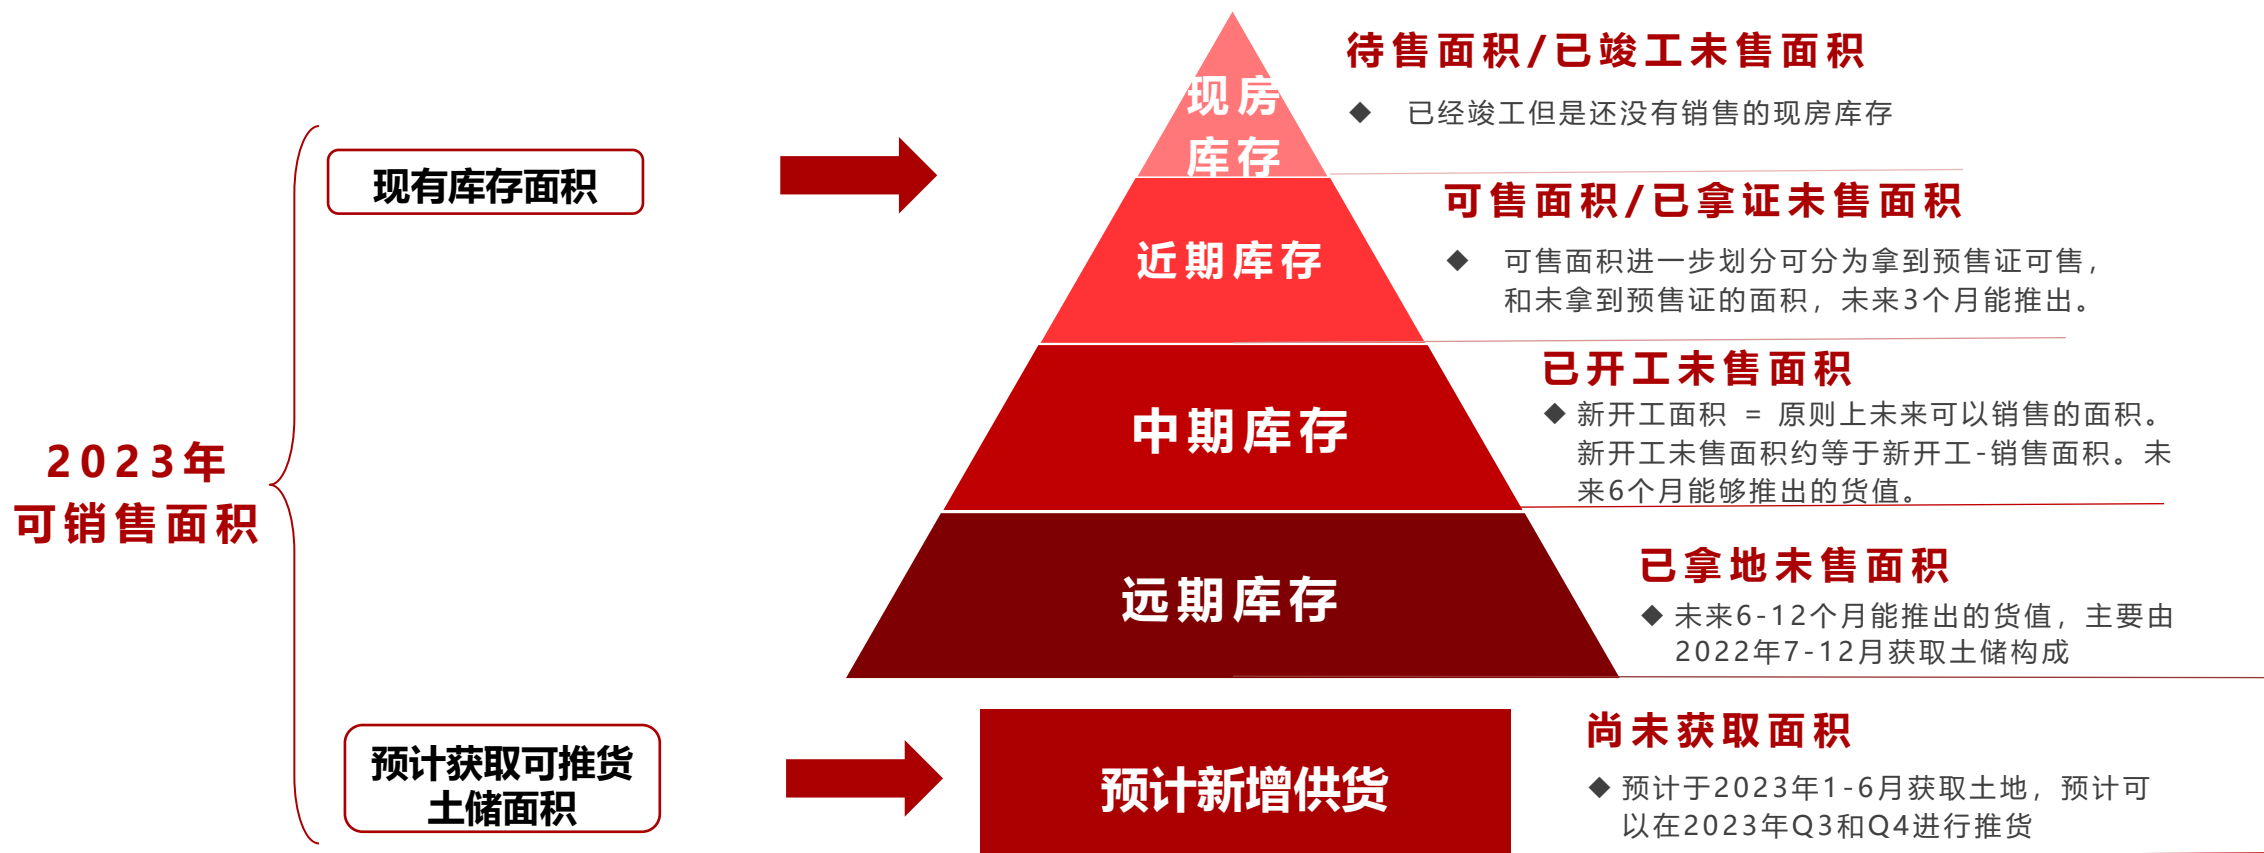 2023年
可销售面积
现有库存面积
预计获取可推货
土储面积
现房
库存
近期库存
中期库存
远期库存
预计新增供货
待售面积/已竣工未售面积
◆ 已经竣工但是还没有销售的现房库存
可售面积/已拿证未售面积
◆ 可售面积进一步划分可分为拿到预售证可售，
和未拿到预售证的面积，未来3个月能推出。
已开工未售面积
◆ 新开工面积 = 原则上未来可以销售的面积。
新开工未售面积约等于新开工-销售面积。未
来6个月能够推出的货值。
已拿地未售面积
◆ 未来6-12个月能推出的货值，主要由
2022年7-12月获取土储构成
尚未获取面积
◆ 预计于2023年1-6月获取土地，预计可
以在2023年Q3和Q4进行推货